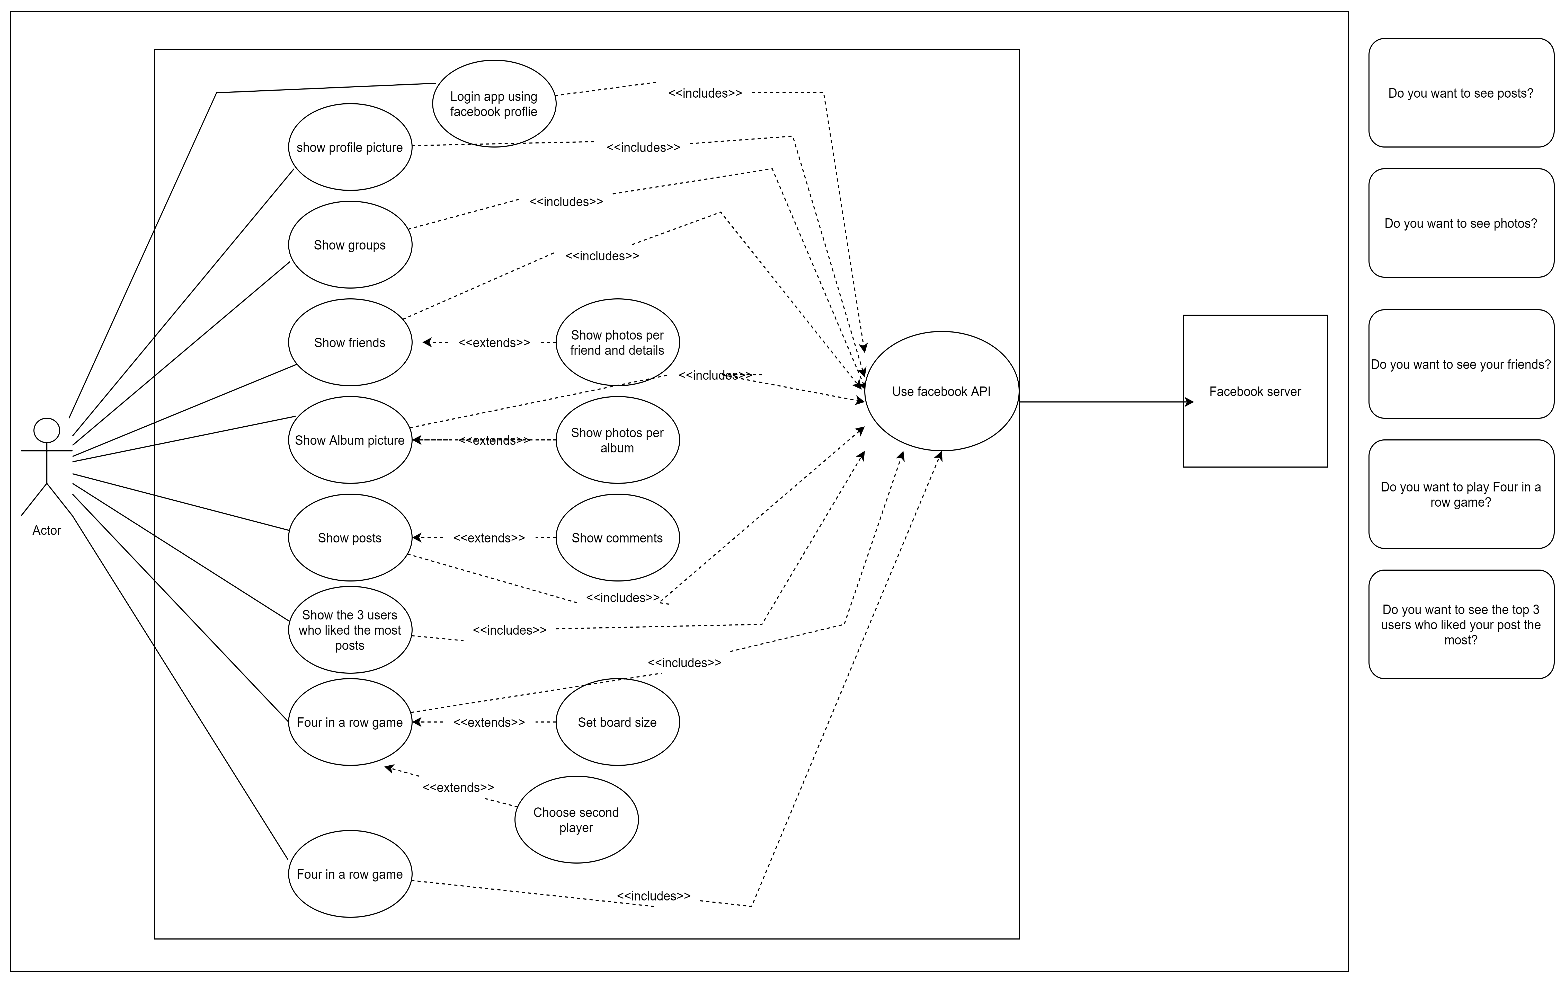 Login app using
facebook proflie
<<includes>>
show profile picture
<<includes>>
Show groups
<<includes>>
<<includes>>
Show friends
<<extends>>
Show photos per
friend and details
<<includes>>
Show Album picture
<<extends>>
Show photos per
album
Use facebook API
Facebook server
Actor
Show posts
<<extends>>
Show comments
<<includes>>
Show the 3 users
who liked the most
posts
<<includes>>
<<includes>>
Four in a row game
<<extends>>
Set board size
<<extends>>
Choose second
player
Four in a row game
<<includes>>
Do you want to see posts?
Do you want to see photos?
Do you want to see your friends?
Do you want to play Four in a
row game?
Do you want to see the top 3
users who liked your post the
most?